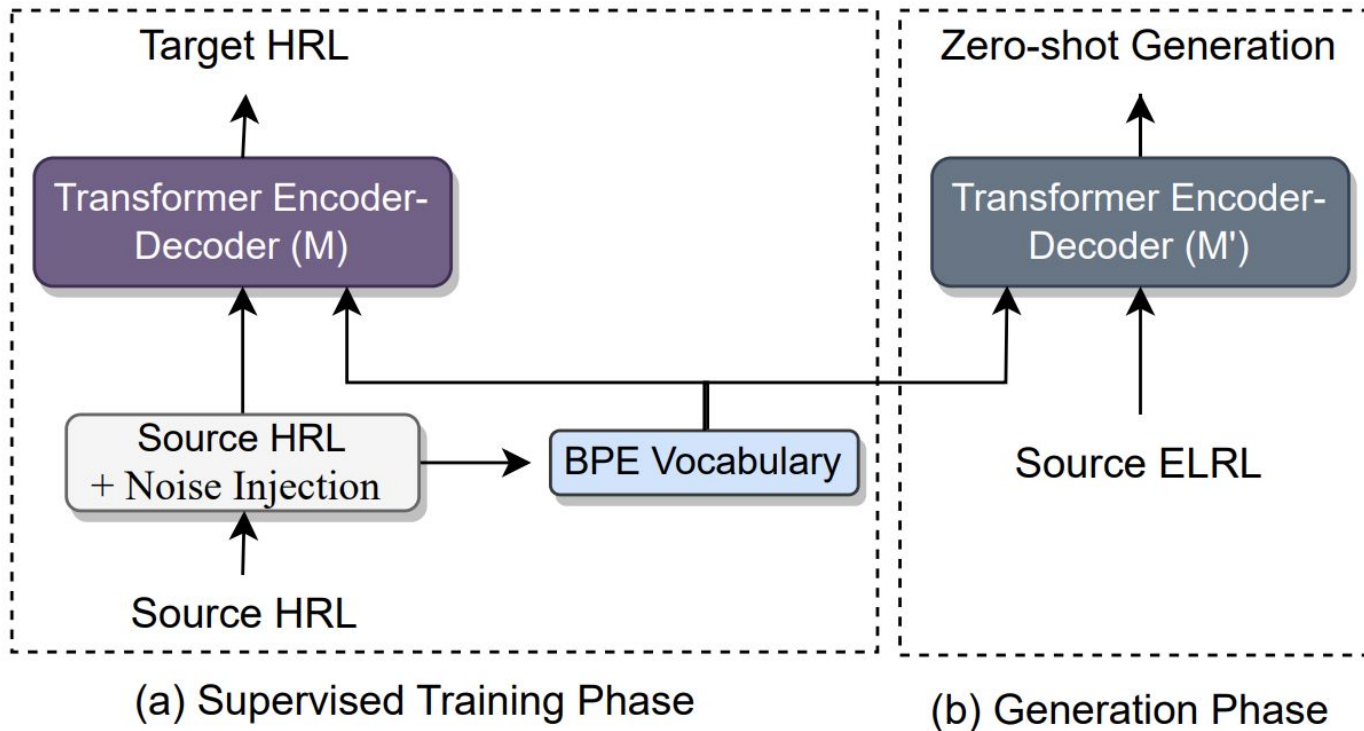 Target HRL
Transformer Encoder-
Decoder (M)
Source HRL
+ Noise Injection
BPE Vocabulary
Source HRL
(a) Supervised Training Phase
Zero-shot Generation
Transformer Encoder-
Decoder (M')
Source ELRL
(b) Generation Phase